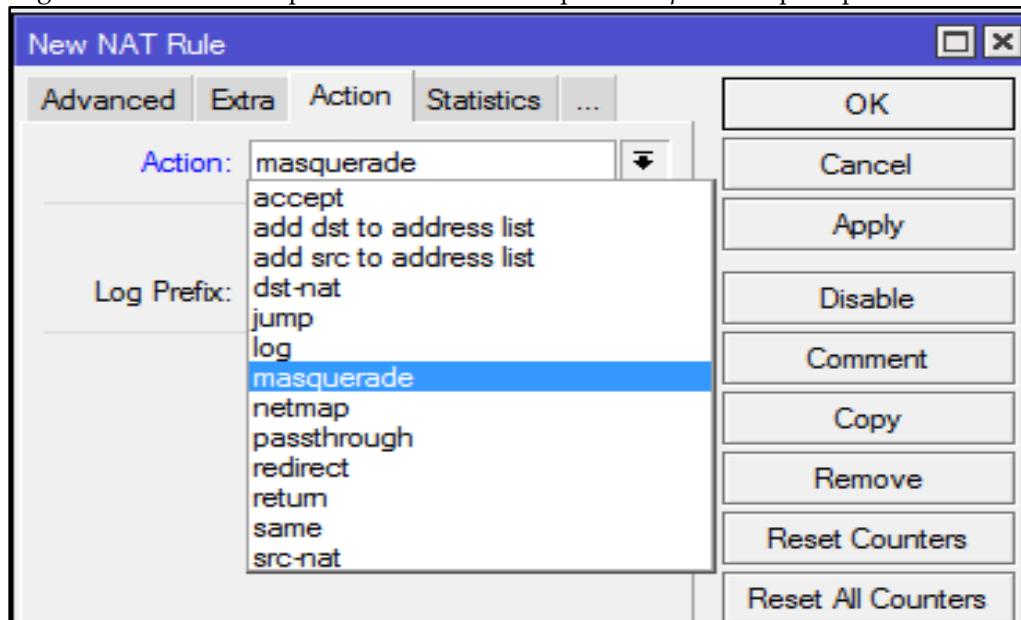 New NAT Rule
Advanced Extra Action Statistics ...
Action: masquerade
accept
add dst to address list
add src to address list
dst-nat
jump
log
masquerade
netmap
passthrough
redirect
return
same
src-nat
Log Prefix:
OK
Cancel
Apply
Disable
Comment
Copy
Remove
Reset Counters
Reset All Counters